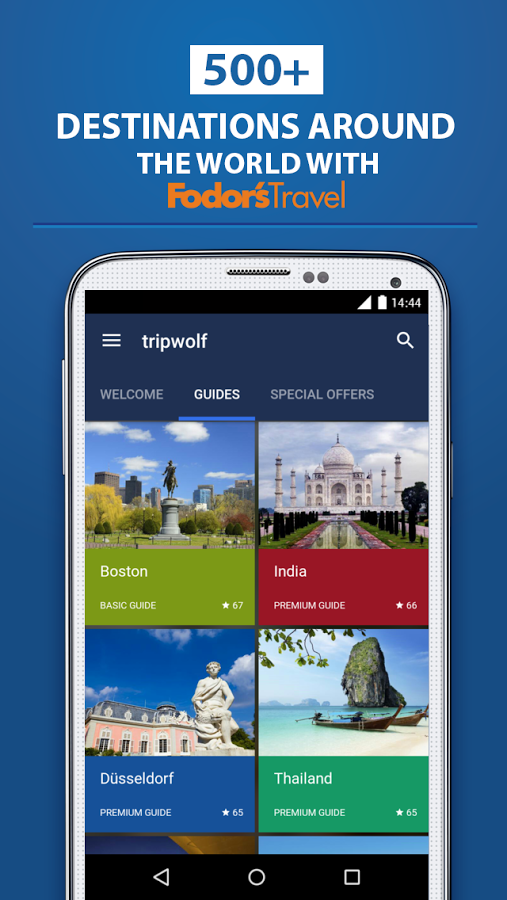 500+
DESTINATIONS AROUND
THE WORLD WITH
Fodor'sTravel
14:44
tripwolf
WELCOME GUIDES SPECIAL OFFERS
Boston
BASIC GUIDE ★ 67
India
PREMIUM GUIDE ★ 66
Düsseldorf
PREMIUM GUIDE ★ 65
Thailand
PREMIUM GUIDE ★ 65